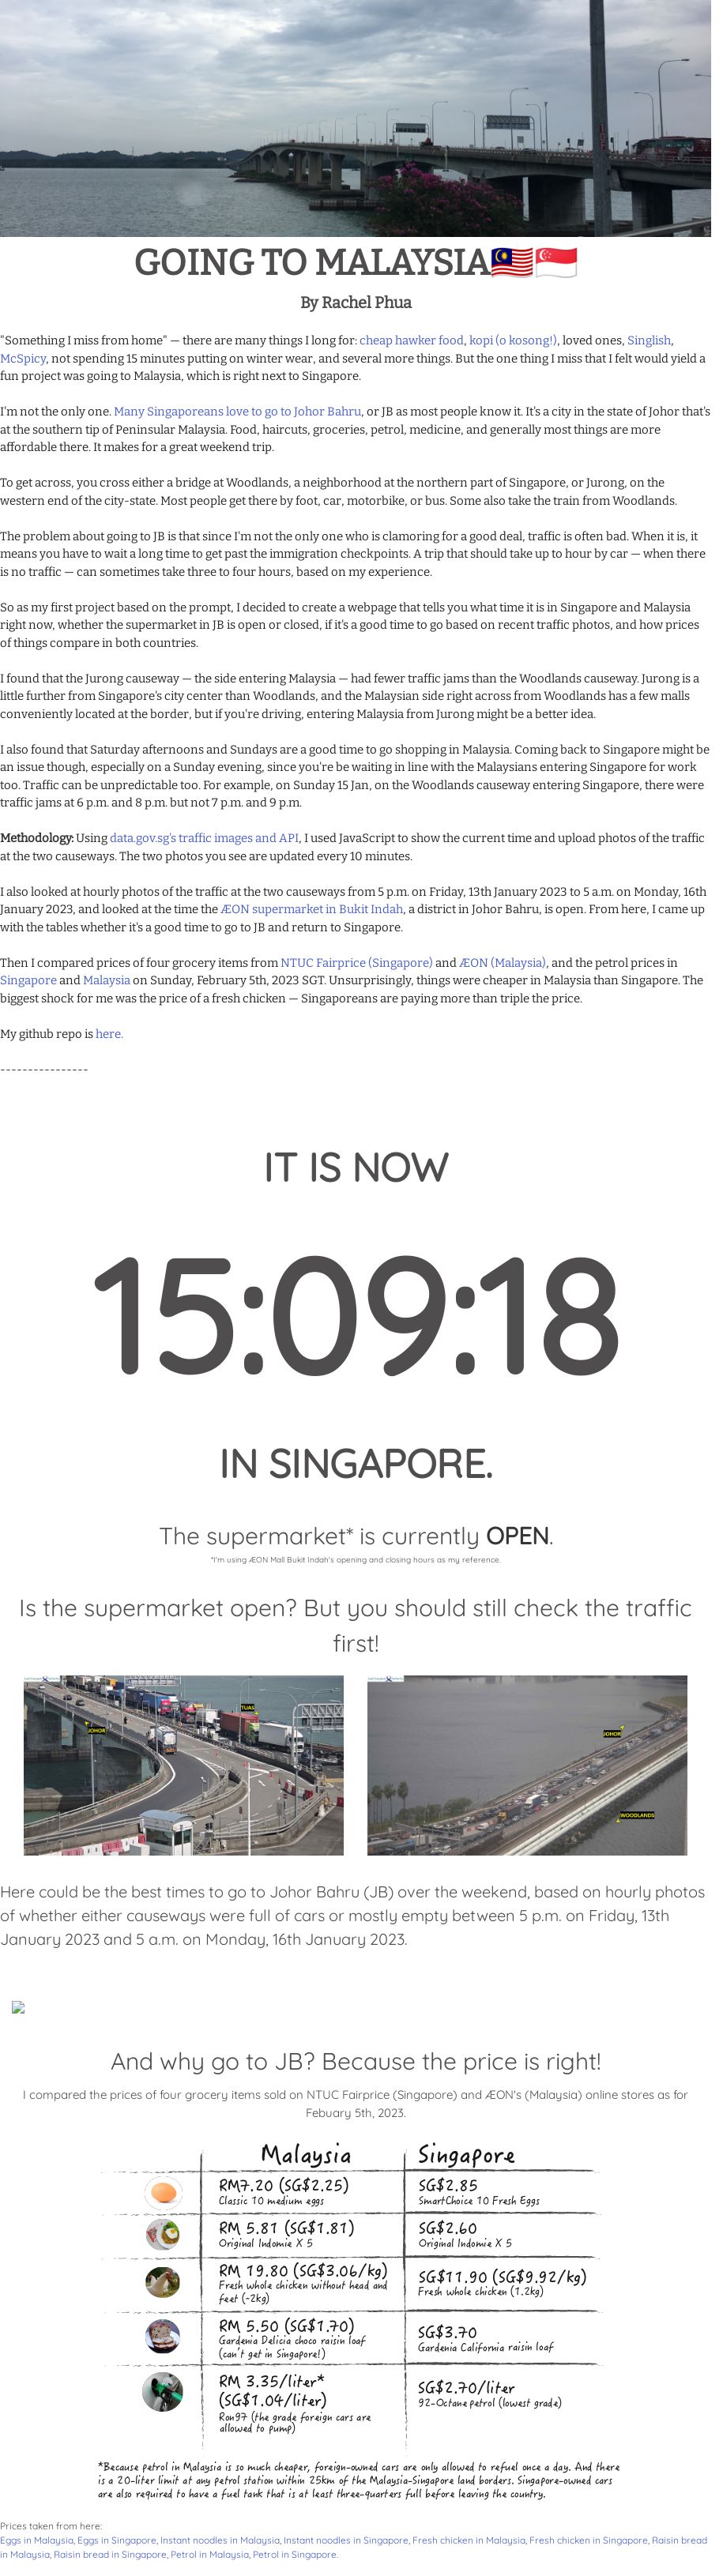 GOING TO MALAYSIA🇲🇾🇸🇬
By Rachel Phua
"Something I miss from home" — there are many things I long for: cheap hawker food, kopi (o kosong!), loved ones, Singlish,
McSpicy, not spending 15 minutes putting on winter wear, and several more things. But the one thing I miss that I felt would yield a
fun project was going to Malaysia, which is right next to Singapore.
I'm not the only one. Many Singaporeans love to go to Johor Bahru, or JB as most people know it. It's a city in the state of Johor that's
at the southern tip of Peninsular Malaysia. Food, haircuts, groceries, petrol, medicine, and generally most things are more
affordable there. It makes for a great weekend trip.
To get across, you cross either a bridge at Woodlands, a neighborhood at the northern part of Singapore, or Jurong, on the
western end of the city-state. Most people get there by foot, car, motorbike, or bus. Some also take the train from Woodlands.
The problem about going to JB is that since I'm not the only one who is clamoring for a good deal, traffic is often bad. When it is, it
means you have to wait a long time to get past the immigration checkpoints. A trip that should take up to hour by car — when there
is no traffic — can sometimes take three to four hours, based on my experience.
So as my first project based on the prompt, I decided to create a webpage that tells you what time it is in Singapore and Malaysia
right now, whether the supermarket in JB is open or closed, if it's a good time to go based on recent traffic photos, and how prices
of things compare in both countries.
I found that the Jurong causeway — the side entering Malaysia — had fewer traffic jams than the Woodlands causeway. Jurong is a
little further from Singapore's city center than Woodlands, and the Malaysian side right across from Woodlands has a few malls
conveniently located at the border, but if you're driving, entering Malaysia from Jurong might be a better idea.
I also found that Saturday afternoons and Sundays are a good time to go shopping in Malaysia. Coming back to Singapore might be
an issue though, especially on a Sunday evening, since you're be waiting in line with the Malaysians entering Singapore for work
too. Traffic can be unpredictable too. For example, on Sunday 15 Jan, on the Woodlands causeway entering Singapore, there were
traffic jams at 6 p.m. and 8 p.m. but not 7 p.m. and 9 p.m.
Methodology: Using data.gov.sg's traffic images and API, I used JavaScript to show the current time and upload photos of the traffic
at the two causeways. The two photos you see are updated every 10 minutes.
I also looked at hourly photos of the traffic at the two causeways from 5 p.m. on Friday, 13th January 2023 to 5 a.m. on Monday, 16th
January 2023, and looked at the time the ÆON supermarket in Bukit Indah, a district in Johor Bahru, is open. From here, I came up
with the tables whether it's a good time to go to JB and return to Singapore.
Then I compared prices of four grocery items from NTUC Fairprice (Singapore) and ÆON (Malaysia), and the petrol prices in
Singapore and Malaysia on Sunday, February 5th, 2023 SGT. Unsurprisingly, things were cheaper in Malaysia than Singapore. The
biggest shock for me was the price of a fresh chicken — Singaporeans are paying more than triple the price.
My github repo is here.
----------------
IT IS NOW
15:09:18
IN SINGAPORE.
The supermarket* is currently OPEN.
*I'm using ÆON Mall Bukit Indah's opening and closing hours as my reference.
Is the supermarket open? But you should still check the traffic
first!
TUAS
JOHOR
JOHOR
WOODLANDS
Here could be the best times to go to Johor Bahru (JB) over the weekend, based on hourly photos
of whether either causeways were full of cars or mostly empty between 5 p.m. on Friday, 13th
January 2023 and 5 a.m. on Monday, 16th January 2023.
And why go to JB? Because the price is right!
I compared the prices of four grocery items sold on NTUC Fairprice (Singapore) and ÆON's (Malaysia) online stores as for
Febuary 5th, 2023.
Malaysia Singapore
RM7.20 (SG$2.25) SG$2.85
Classic 10 medium eggs SmartChoice 10 Fresh Eggs
RM 5.81 (SG$1.81) SG$2.60
Original Indomie X 5 Original Indomie X 5
RM 19.80 (SG$3.06/kg) SG$11.90 (SG$9.92/kg)
Fresh whole chicken without head and Fresh whole chicken (1.2kg)
feet (~2kg)
RM 5.50 (SG$1.70) SG$3.70
Gardenia Delicia choco raisin loaf Gardenia California raisin loaf
(can't get in Singapore!)
RM 3.35/liter* SG$2.70/liter
(SG$1.04/liter) 92-Octane petrol (lowest grade)
Ron97 (the grade foreign cars are
allowed to pump)
*Because petrol in Malaysia is so much cheaper, foreign-owned cars are only allowed to refuel once a day. And there
is a 20-liter limit at any petrol station within 25km of the Malaysia-Singapore land borders. Singapore-owned cars
are also required to have a fuel tank that is at least three-quarters full before leaving the country.
Prices taken from here:
Eggs in Malaysia, Eggs in Singapore, Instant noodles in Malaysia, Instant noodles in Singapore, Fresh chicken in Malaysia, Fresh chicken in Singapore, Raisin bread
in Malaysia, Raisin bread in Singapore, Petrol in Malaysia, Petrol in Singapore.